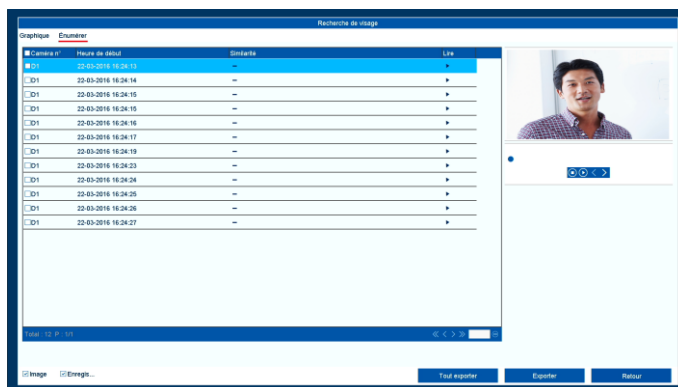 Recherche de visage
Graphique Énumérer
Caméra n° Heure de début Similarité Lire
D1 22-03-2016 16:24:13 –
D1 22-03-2016 16:24:14 –
D1 22-03-2016 16:24:15 –
D1 22-03-2016 16:24:15 –
D1 22-03-2016 16:24:16 –
D1 22-03-2016 16:24:17 –
D1 22-03-2016 16:24:19 –
D1 22-03-2016 16:24:23 –
D1 22-03-2016 16:24:24 –
D1 22-03-2016 16:24:25 –
D1 22-03-2016 16:24:26 –
D1 22-03-2016 16:24:27 –
Total : 12 P : 1/1
Image Enregis... Tout exporter Exporter Retour